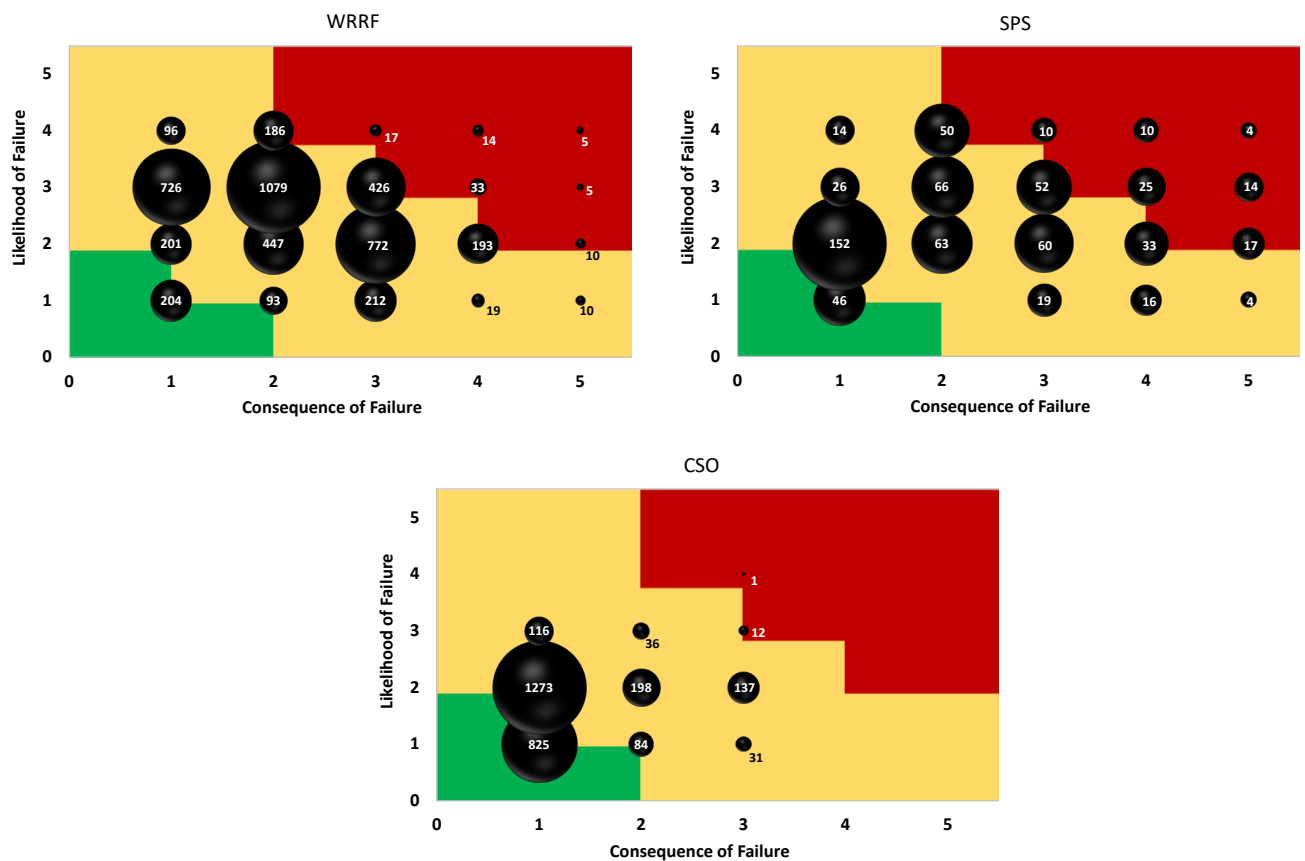 WRRF
Likelihood of Failure
5
4
3
2
1
0
96 186 17 14 5
726 1079 426 33 5
201 447 772 193 10
204 93 212 19 10
0 1 2 3 4 5
Consequence of Failure
SPS
Likelihood of Failure
5
4
3
2
1
0
14 50 10 10 4
26 66 52 25 14
152 63 60 33 17
46 19 16 4
0 1 2 3 4 5
Consequence of Failure
CSO
Likelihood of Failure
5
4
3
2
1
0
1
116 36 12
1273 198 137
825 84 31
0 1 2 3 4 5
Consequence of Failure